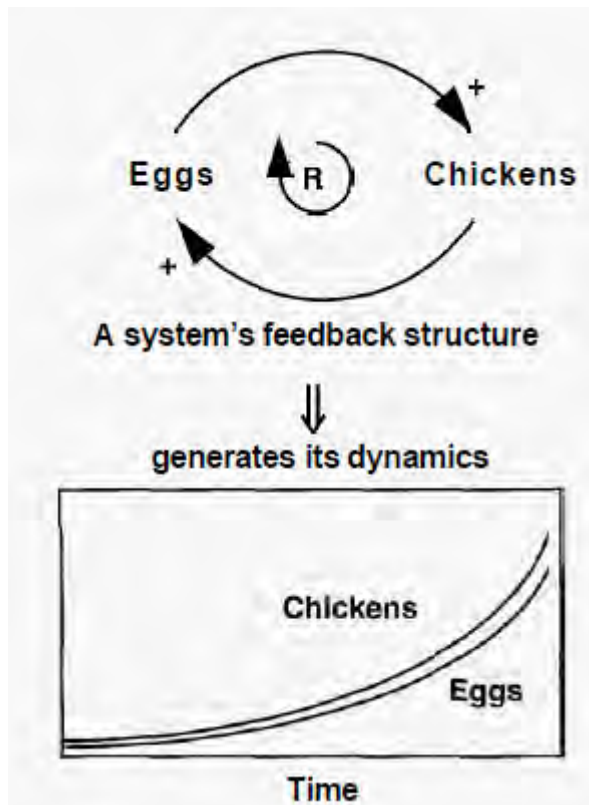 +
Eggs
R
Chickens
+
A system's feedback structure
⇓
generates its dynamics
Chickens
Eggs
Time